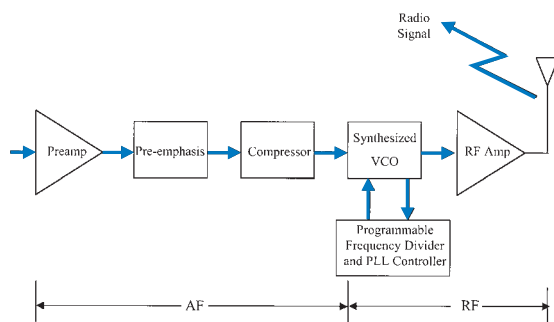 Radio
Signal
Preamp
Pre-emphasis
Compressor
Synthesized
VCO
RF Amp
Programmable
Frequency Divider
and PLL Controller
AF
RF